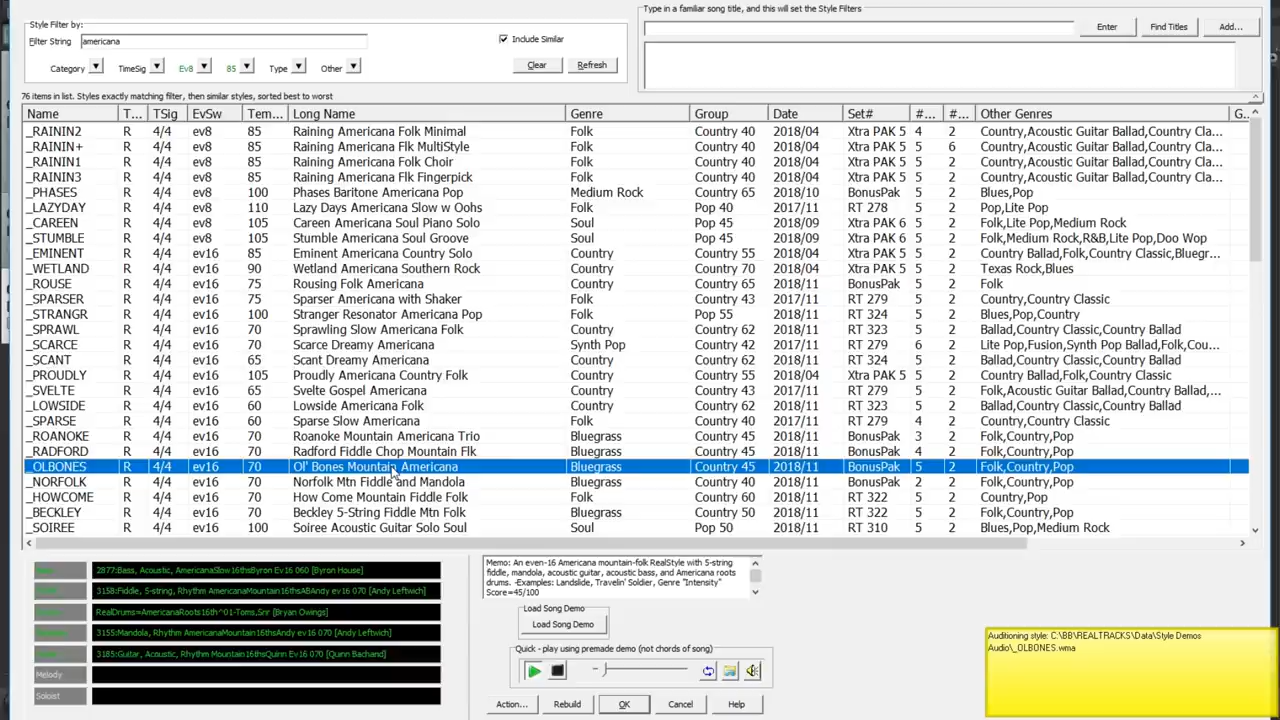 Style Filter by:
Filter String americana
Include Similar
Category TimeSig Ev8 85 Type Other Clear Refresh
Type in a familiar song title, and this will set the Style Filters
Enter Find Titles Add...
76 items in list. Styles exactly matching filter, then similar styles, sorted best to worst
Name T... TSig EvSw Tem... Long Name Genre Group Date Set# #... #... Other Genres G...
_RAININ2 R 4/4 ev8 85 Raining Americana Folk Minimal Folk Country 40 2018/04 Xtra PAK 5 4 2 Country,Acoustic Guitar Ballad,Country Cla...
_RAININ+ R 4/4 ev8 85 Raining Americana Flk MultiStyle Folk Country 40 2018/04 Xtra PAK 5 5 6 Country,Acoustic Guitar Ballad,Country Cla...
_RAININ1 R 4/4 ev8 85 Raining Americana Flk Choir Folk Country 40 2018/04 Xtra PAK 5 5 2 Country,Acoustic Guitar Ballad,Country Cla...
_RAININ3 R 4/4 ev8 85 Raining Americana Flk Fingerpick Folk Country 40 2018/04 Xtra PAK 5 5 2 Country,Acoustic Guitar Ballad,Country Cla...
_PHASES R 4/4 ev8 100 Phases Baritone Americana Pop Medium Rock Country 65 2018/10 BonusPak 5 2 Blues,Pop
_LAZYDAY R 4/4 ev8 110 Lazy Days Americana Slow w Oohs Folk Pop 40 2017/11 RT 278 5 2 Pop,Lite Pop
_CAREEN R 4/4 ev8 105 Careen Americana Soul Piano Solo Soul Pop 45 2018/09 Xtra PAK 6 5 2 Folk,Lite Pop,Medium Rock
_STUMBLE R 4/4 ev8 105 Stumble Americana Soul Groove Soul Pop 45 2018/09 Xtra PAK 6 5 2 Folk,Medium Rock,R&B,Lite Pop,Doo Wop
_EMINENT R 4/4 ev16 85 Eminent Americana Country Solo Country Country 55 2018/04 Xtra PAK 5 5 2 Country Ballad,Folk,Country Classic,Bluegr...
_WETLAND R 4/4 ev16 90 Wetland Americana Southern Rock Country Country 70 2018/04 Xtra PAK 5 5 2 Texas Rock,Blues
_ROUSE R 4/4 ev16 75 Rousing Folk Americana Country Country 65 2018/11 BonusPak 5 2 Folk
_SPARSER R 4/4 ev16 75 Sparser Americana with Shaker Folk Country 43 2017/11 RT 279 5 2 Country,Country Classic
_STRANGR R 4/4 ev16 100 Stranger Resonator Americana Pop Folk Pop 55 2018/11 RT 324 5 2 Blues,Pop,Country
_SPRAWL R 4/4 ev16 70 Sprawling Slow Americana Folk Country Country 62 2018/11 RT 323 5 2 Ballad,Country Classic,Country Ballad
_SCARCE R 4/4 ev16 70 Scarce Dreamy Americana Synth Pop Country 42 2018/11 RT 323 6 2 Lite Pop,Fusion,Synth Pop Ballad,Folk,Cou...
_SCANT R 4/4 ev16 65 Scant Dreamy Americana Country Country 62 2018/11 RT 324 5 2 Ballad,Country Classic,Country Ballad
_PROUDLY R 4/4 ev16 105 Proudly Americana Country Folk Country Country 55 2018/04 Xtra PAK 5 5 2 Country Ballad,Folk,Country Classic
_SVELTE R 4/4 ev16 65 Svelte Gospel Americana Country Country 43 2017/11 RT 279 5 2 Folk,Acoustic Guitar Ballad,Country Ballad,...
_LOWSIDE R 4/4 ev16 60 Lowside Americana Folk Country Country 62 2018/11 RT 323 5 2 Ballad,Country Classic,Country Ballad
_SPARSE R 4/4 ev16 60 Sparse Slow Americana Folk Country 43 2017/11 RT 279 4 2 Country,Country Classic
_ROANOKE R 4/4 ev16 70 Roanoke Mountain Americana Trio Bluegrass Country 45 2018/11 BonusPak 3 2 Folk,Country,Pop
_RADFORD R 4/4 ev16 70 Radford Fiddle Chop Mountain Flk Bluegrass Country 45 2018/11 BonusPak 4 2 Folk,Country,Pop
_OLBONES R 4/4 ev16 70 Ol' Bones Mountain Americana Bluegrass Country 45 2018/11 BonusPak 5 2 Folk,Country,Pop
_NORFOLK R 4/4 ev16 70 Norfolk Mtn Fiddle and Mandola Bluegrass Country 40 2018/11 BonusPak 2 2 Folk,Country,Pop
_HOWCOME R 4/4 ev16 70 How Come Mountain Fiddle Folk Folk Country 60 2018/11 RT 322 5 2 Country,Pop
_BECKLEY R 4/4 ev16 70 Beckley 5-String Fiddle Mtn Folk Bluegrass Country 50 2018/11 RT 322 5 2 Folk,Country,Pop
_SOIREE R 4/4 ev16 100 Soiree Acoustic Guitar Solo Soul Soul Pop 50 2018/11 RT 310 5 2 Blues,Pop,Medium Rock
2877:Bass, Acoustic, AmericanaSlow16thsByron Ev16 060 [Byron House]
3158:Fiddle, 5-string, Rhythm AmericanaMountain16thsABAndy ev16 070 [Andy Leftwich]
RealDrums=AmericanaRoots16th^01-Toms,Snr [Bryan Owings]
3155:Mandola, Rhythm AmericanaMountain16thsAndy ev16 070 [Andy Leftwich]
3185:Guitar, Acoustic, Rhythm AmericanaMountain16thsQuinn Ev16 070 [Quinn Bachand]
Melody
Soloist
Memo: An even-16 Americana mountain-folk RealStyle with 5-string
fiddle, mandola, acoustic guitar, acoustic bass, and Americana roots
drums. -Examples: Landslide, Travelin' Soldier, Genre "Intensity"
Score=45/100
Load Song Demo
Load Song Demo
Quick - play using premade demo (not chords of song)
Action... Rebuild OK Cancel Help
Auditioning style: C:\BB\REALTRACKS\Data\Style Demos
Audio\_OLBONES.wma